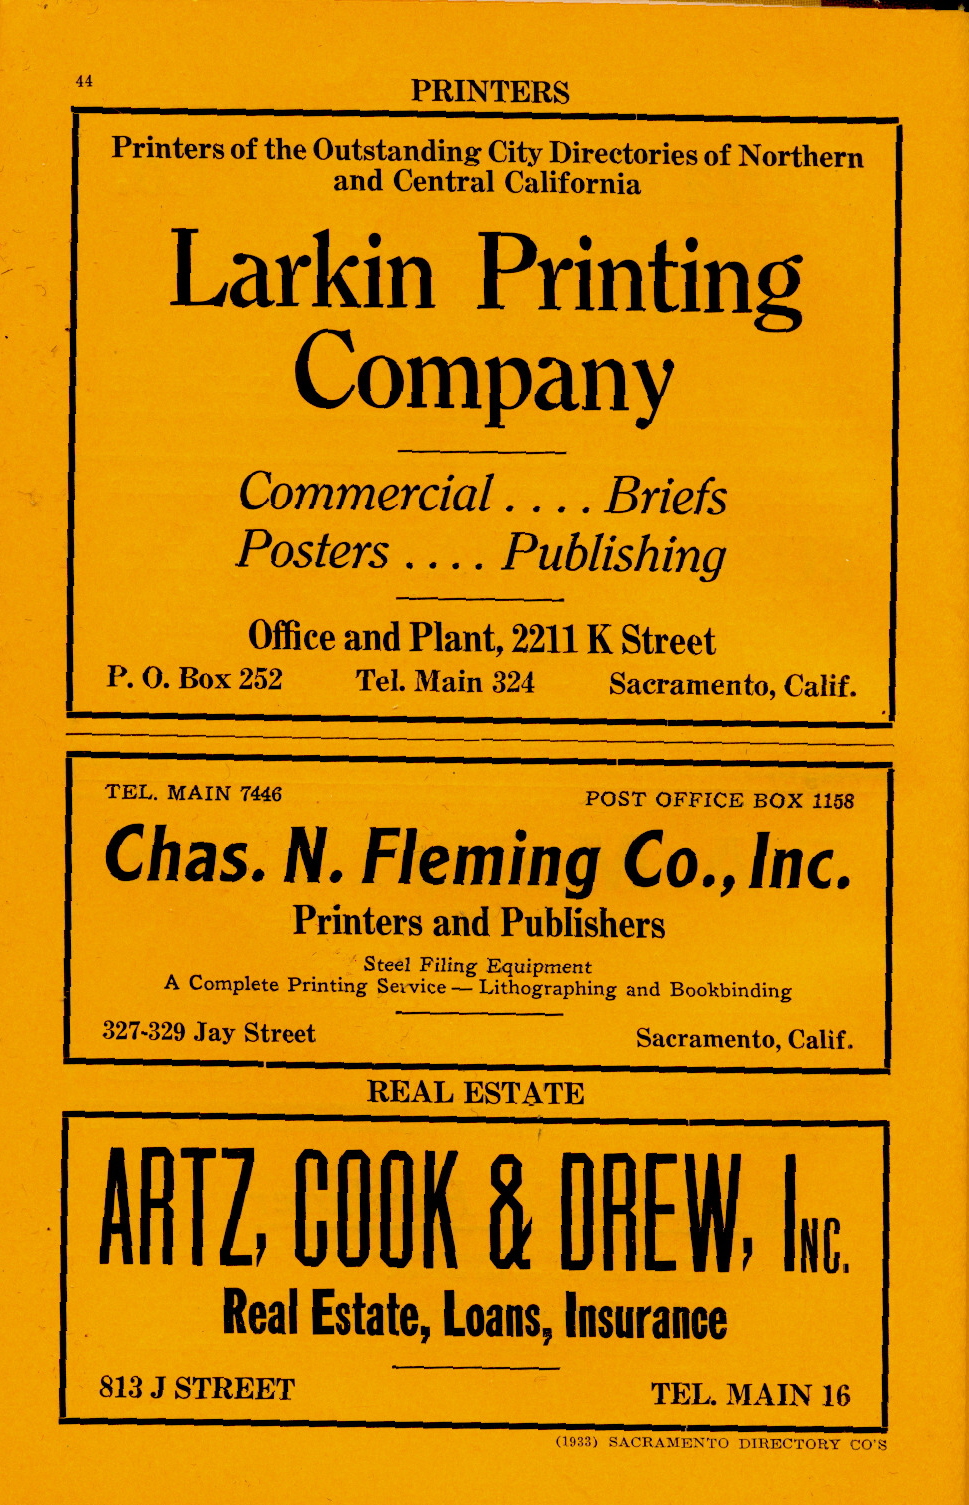 44
PRINTERS
Printers of the Outstanding City Directories of Northern
and Central California
Larkin Printing
Company
Commercial .... Briefs
Posters .... Publishing
Office and Plant, 2211 K Street
P. O. Box 252 Tel. Main 324 Sacramento, Calif.
TEL. MAIN 7446 POST OFFICE BOX 1158
Chas. N. Fleming Co., Inc.
Printers and Publishers
Steel Filing Equipment
A Complete Printing Service — Lithographing and Bookbinding
327-329 Jay Street Sacramento, Calif.
REAL ESTATE
ARTZ, COOK & DREW, INC.
Real Estate, Loans, Insurance
813 J STREET TEL. MAIN 16
(1933) SACRAMENTO DIRECTORY CO'S